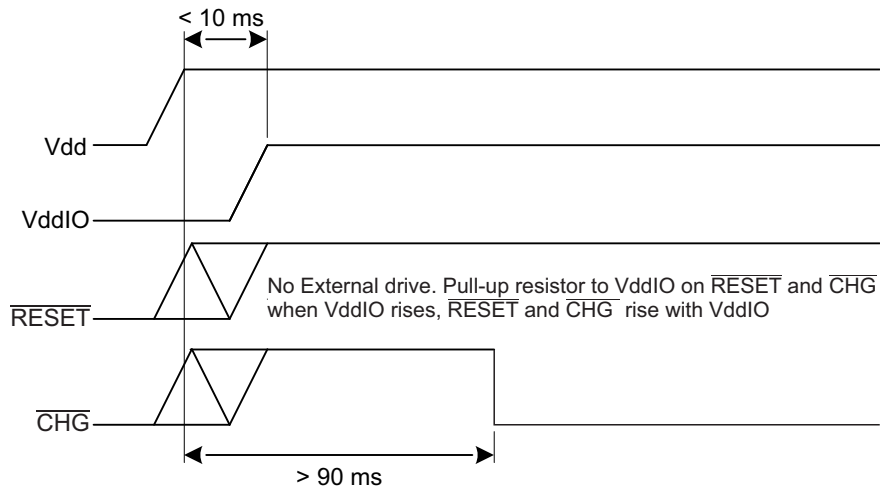 < 10 ms
Vdd
VddIO
No External drive. Pull-up resistor to VddIO on RESET and CHG
when VddIO rises, RESET and CHG rise with VddIO
RESET
CHG
> 90 ms